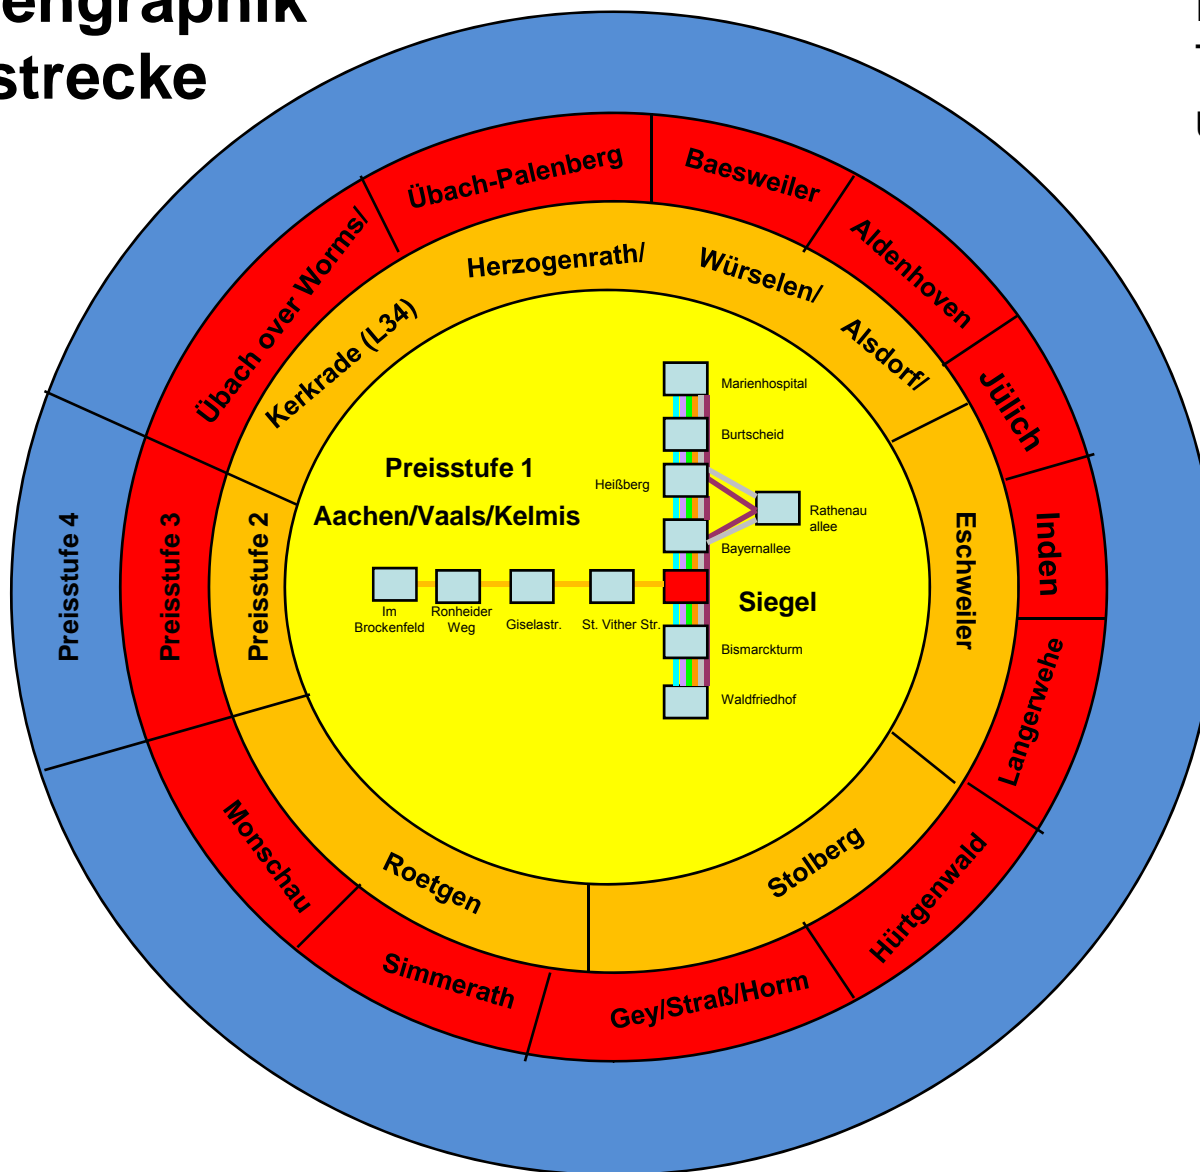 engraphik
strecke
Übach-Palenberg
Baesweiler
Übach over Worms/
Aldenhoven
Herzogenrath/
Würselen/
Kerkrade (L34)
Alsdorf/
Jülich
Marienhospital
Burtscheid
Preisstufe 1
Heißberg
Aachen/Vaals/Kelmis
Rathenau
allee
Bayernallee
Preisstufe 4
Preisstufe 3
Preisstufe 2
Eschweiler
Inden
Siegel
Im
Brockenfeld
Ronheider
Weg
Giselastr.
St. Vither Str.
Bismarckturm
Waldfriedhof
Langerwehe
Monschau
Roetgen
Stolberg
Hürtgenwald
Simmerath
Gey/Straß/Horm